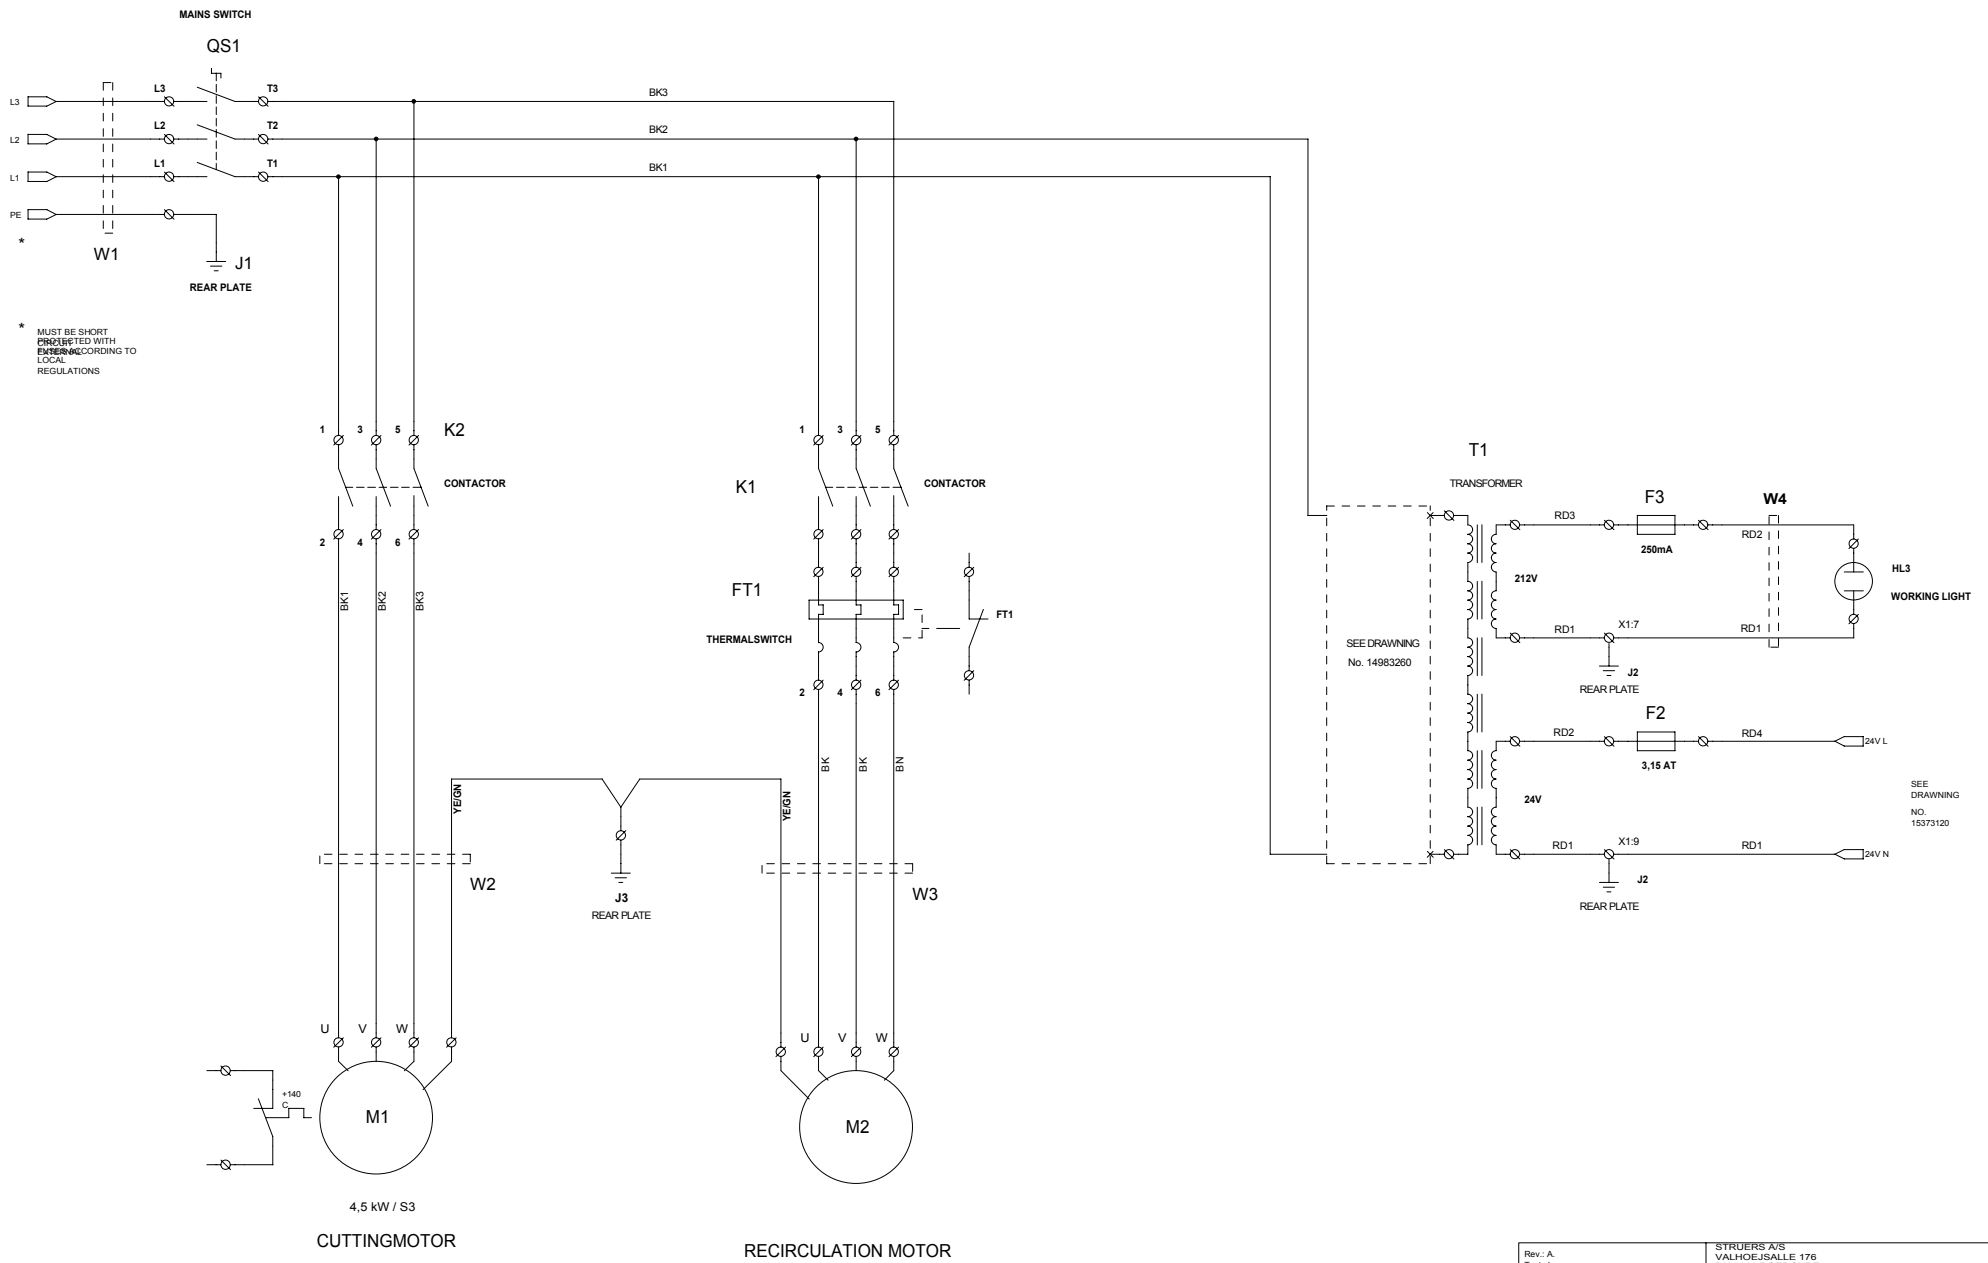 MAINS SWITCH
QS1
L3
L3
T3
BK3
L2
L2
T2
BK2
L1
L1
T1
BK1
PE
*
W1
J1
REAR PLATE
*
MUST BE SHORT
CIRCUIT
PROTECTED WITH
EXTERNAL
FUSES ACCORDING TO
LOCAL
REGULATIONS
1
3
5
K2
CONTACTOR
2
4
6
BK1
BK2
BK3
1
3
5
K1
CONTACTOR
FT1
THERMALSWITCH
FT1
2
4
6
BK
BK
BN
YE/GN
YE/GN
W2
J3
REAR PLATE
W3
U
V
W
U
V
W
+140
C
M1
M2
4,5 kW / S3
CUTTINGMOTOR
RECIRCULATION MOTOR
T1
TRANSFORMER
SEE DRAWNING
No. 14983260
212V
RD3
F3
250mA
W4
RD2
HL3
WORKING LIGHT
RD1
X1:7
RD1
J2
REAR PLATE
F2
RD2
RD4
24V L
3,15 AT
24V
SEE
DRAWNING
NO.
15373120
RD1
X1:9
RD1
24V N
J2
REAR PLATE
Rev.: A.
STRUERS A/S
VALHOEJSALLE 176